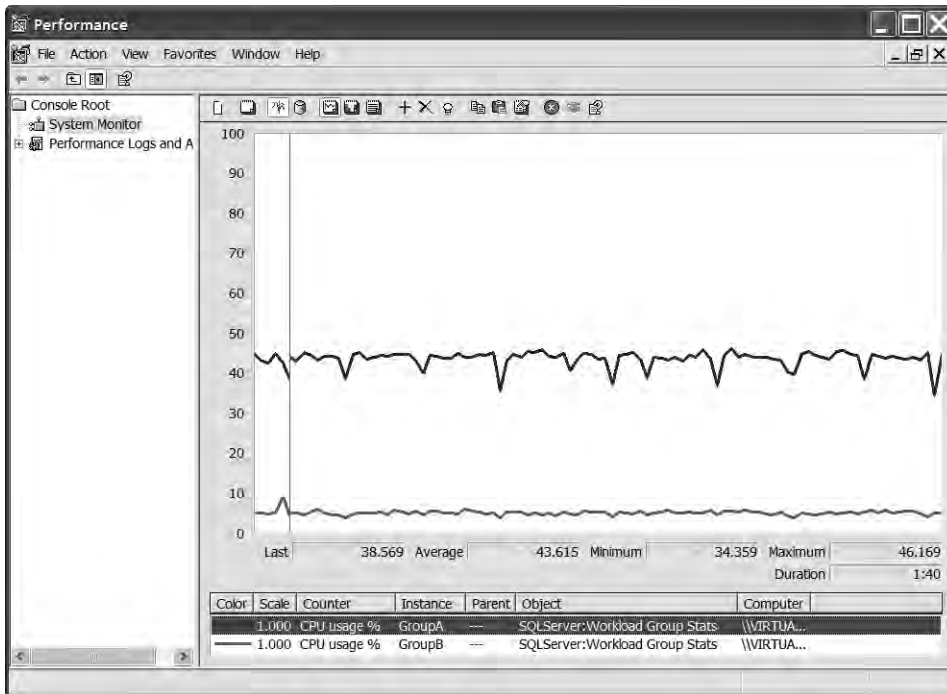 Performance
File Action View Favorites Window Help
Console Root
System Monitor
Performance Logs and A
100
90
80
70
60
50
40
30
20
10
0
Last 38.569 Average 43.615 Minimum 34.359 Maximum 46.169
Duration 1:40
Color Scale Counter Instance Parent Object Computer
1.000 CPU usage % GroupA --- SQLServer:Workload Group Stats \\VIRTUA...
1.000 CPU usage % GroupB --- SQLServer:Workload Group Stats \\VIRTUA...